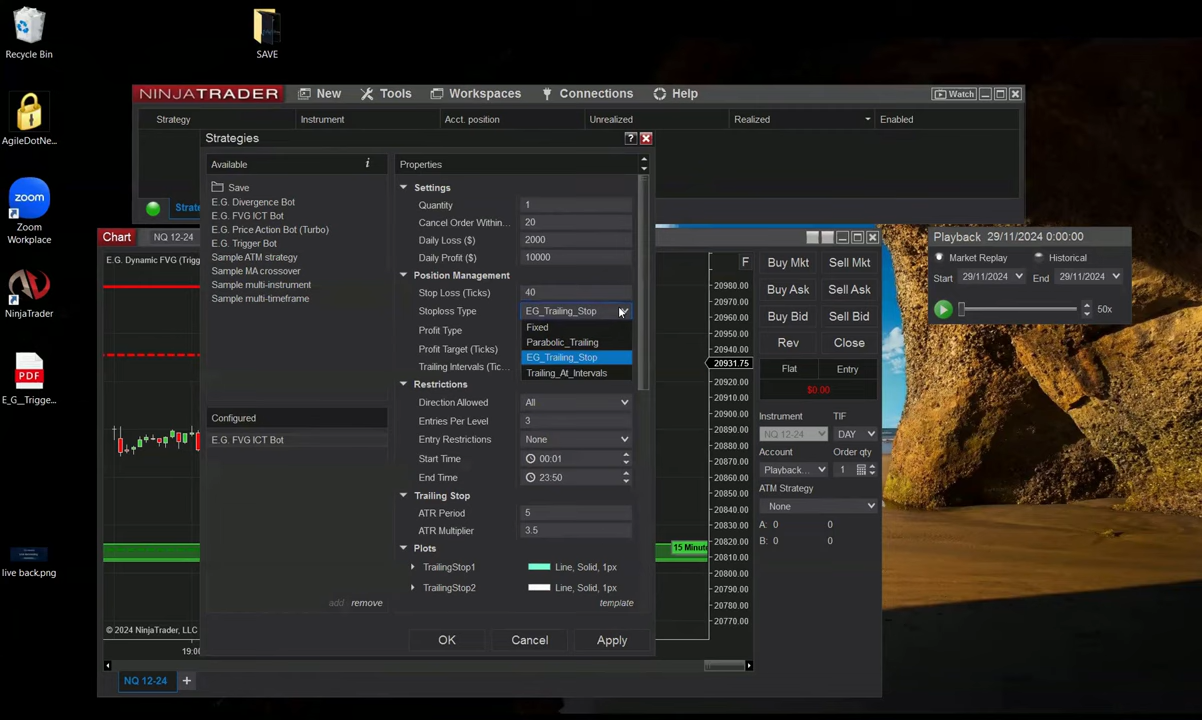 Recycle Bin
SAVE
AgileDotNe...
zoom
Zoom
Workplace
NinjaTrader
PDF
E_G__Trigge...
live back.png
NINJATRADER New Tools Workspaces Connections Help Watch
Strategy Instrument Acct. position Unrealized Realized Enabled
Strate
Strategies
Available i
Save
E.G. Divergence Bot
E.G. FVG ICT Bot
E.G. Price Action Bot (Turbo)
E.G. Trigger Bot
Sample ATM strategy
Sample MA crossover
Sample multi-instrument
Sample multi-timeframe
Configured
E.G. FVG ICT Bot
add remove
Properties
Settings
Quantity 1
Cancel Order Within... 20
Daily Loss ($) 2000
Daily Profit ($) 10000
Position Management
Stop Loss (Ticks) 40
Stoploss Type EG_Trailing_Stop
Fixed
Profit Type
Parabolic_Trailing
Profit Target (Ticks)
EG_Trailing_Stop
Trailing Intervals (Tic...
Trailing_At_Intervals
Restrictions
Direction Allowed All
Entries Per Level 3
Entry Restrictions None
Start Time 00:01
End Time 23:50
Trailing Stop
ATR Period 5
ATR Multiplier 3.5
Plots
TrailingStop1 Line, Solid, 1px
TrailingStop2 Line, Solid, 1px
template
OK Cancel Apply
Chart NQ 12-24
E.G. Dynamic FVG (Trigg
© 2024 NinjaTrader, LLC
19:00
NQ 12-24 +
15 Minute
F
20980.00
20970.00
20960.00
20950.00
20940.00
20931.75
20920.00
20910.00
20900.00
20890.00
20880.00
20870.00
20860.00
20850.00
20840.00
20830.00
20820.00
20810.00
20800.00
20790.00
20780.00
20770.00
Buy Mkt Sell Mkt
Buy Ask Sell Ask
Buy Bid Sell Bid
Rev Close
Flat Entry
$0.00
Instrument TIF
NQ 12-24 DAY
Account Order qty
Playback... 1
ATM Strategy
None
A: 0 0
B: 0 0
Playback 29/11/2024 0:00:00
Market Replay Historical
Start 29/11/2024 End 29/11/2024
50x